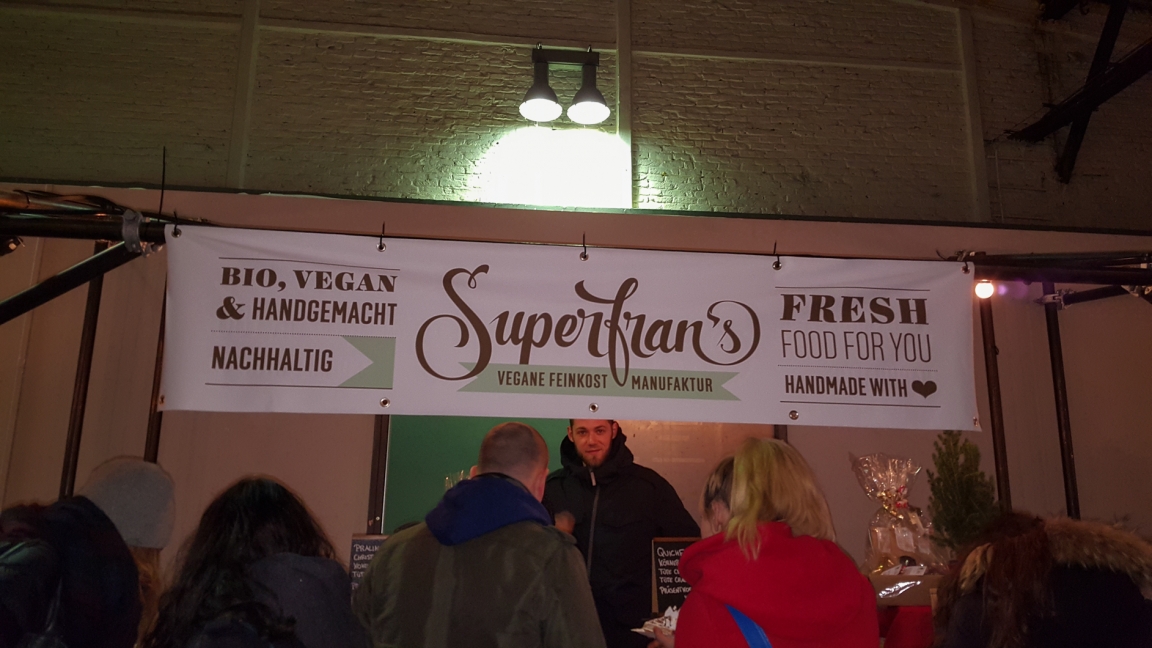 BIO, VEGAN
& HANDGEMACHT
NACHHALTIG
Superfran's
VEGANE FEINKOST MANUFAKTUR
FRESH
FOOD FOR YOU
HANDMADE WITH